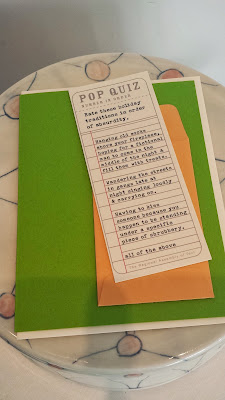 POP QUIZ
Rate these holiday
traditions in order
of absurdity.
Hanging old socks
above your fireplace,
hoping for a fictional
man to come in the
middle of the night &
fill them with treats.
Wandering the streets
in gangs late at
night singing loudly
& carrying on.
Having to kiss
someone because you
happen to be standing
under a specific
piece of shrubbery.
all of the above